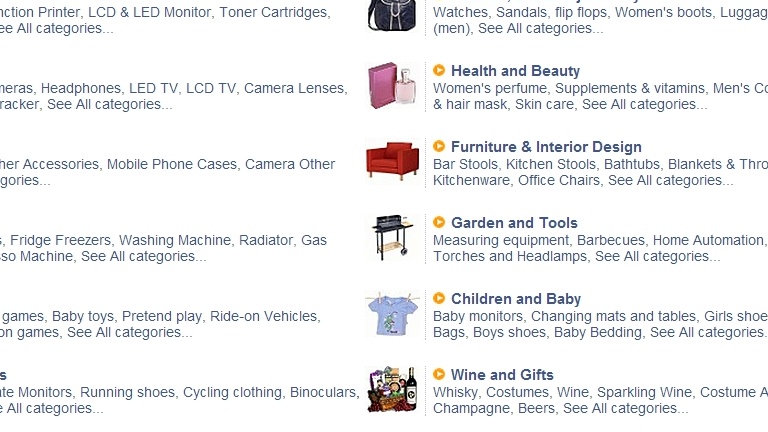 nction Printer, LCD & LED Monitor, Toner Cartridges,
ee All categories...
meras, Headphones, LED TV, LCD TV, Camera Lenses,
racker, See All categories...
her Accessories, Mobile Phone Cases, Camera Other
gories...
s, Fridge Freezers, Washing Machine, Radiator, Gas
sso Machine, See All categories...
games, Baby toys, Pretend play, Ride-on Vehicles,
on games, See All categories...
s
te Monitors, Running shoes, Cycling clothing, Binoculars,
e All categories...
Watches, Sandals, flip flops, Women's boots, Luggag
(men), See All categories...
Health and Beauty
Women's perfume, Supplements & vitamins, Men's Co
& hair mask, Skin care, See All categories...
Furniture & Interior Design
Bar Stools, Kitchen Stools, Bathtubs, Blankets & Thro
Kitchenware, Office Chairs, See All categories...
Garden and Tools
Measuring equipment, Barbecues, Home Automation,
Torches and Headlamps, See All categories...
Children and Baby
Baby monitors, Changing mats and tables, Girls shoe
Bags, Boys shoes, Baby Bedding, See All categories.
Wine and Gifts
Whisky, Costumes, Wine, Sparkling Wine, Costume A
Champagne, Beers, See All categories...